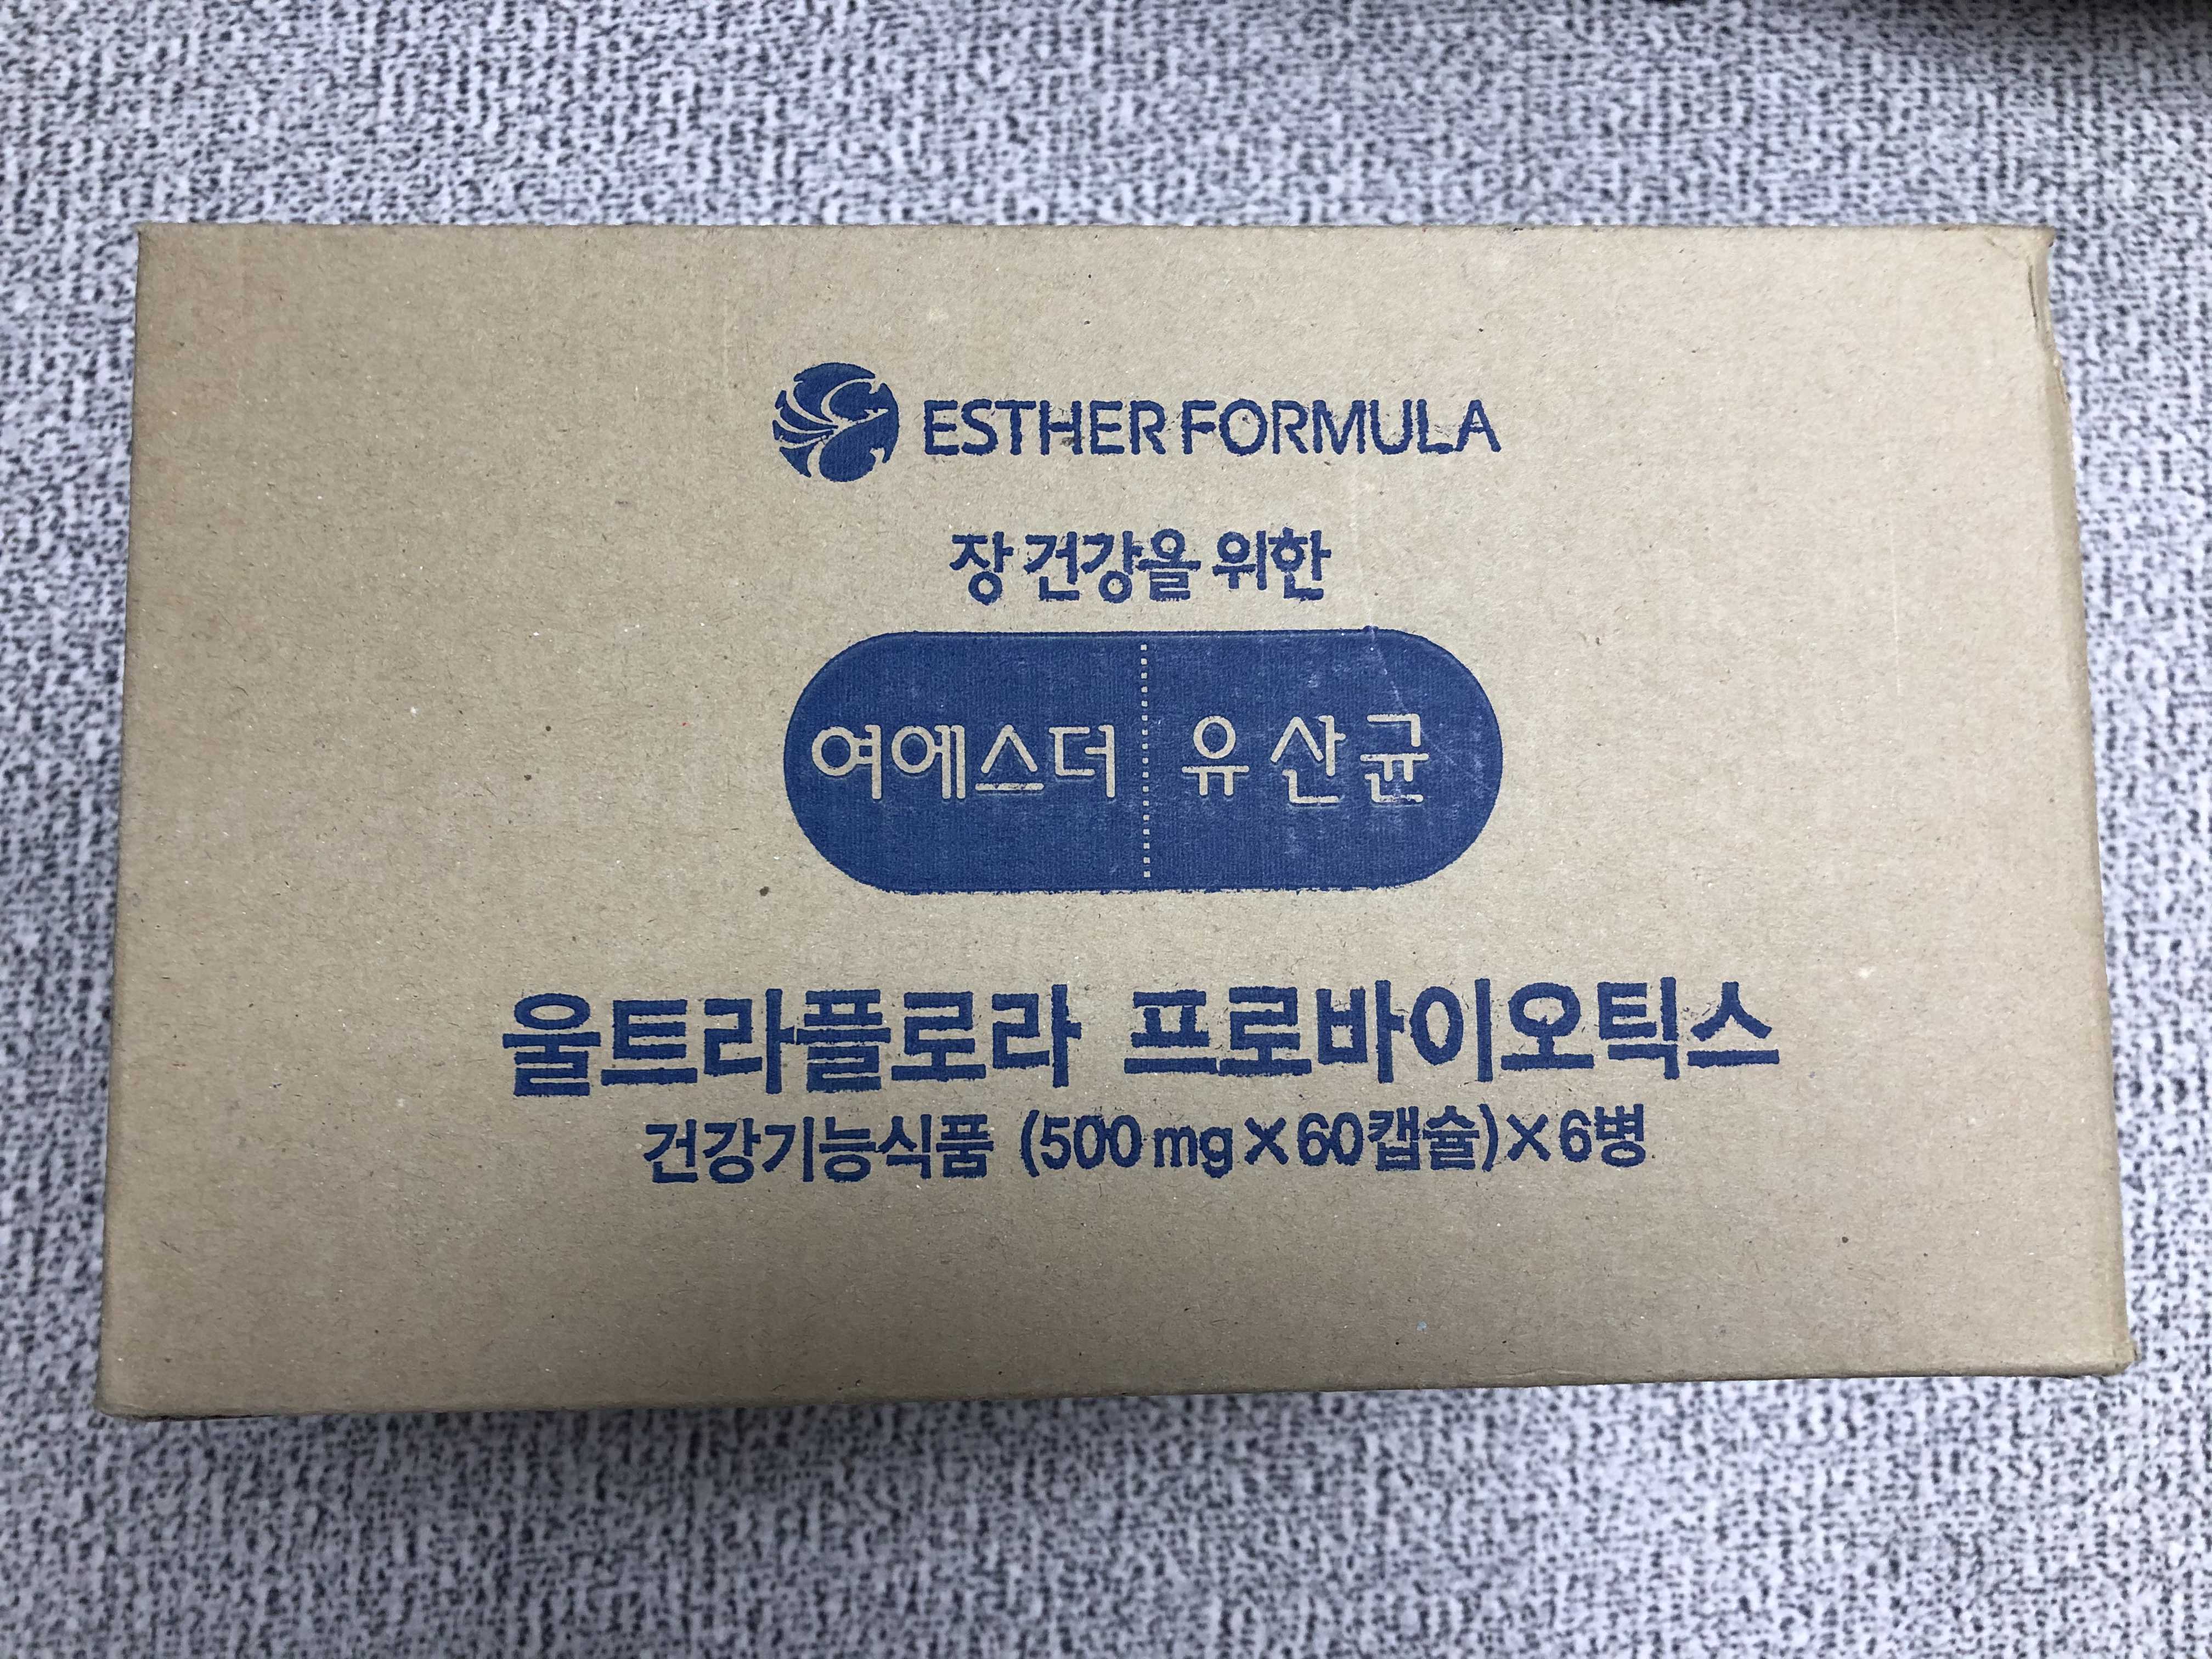 ESTHER FORMULA
장 건강을 위한
여에스더 유산균
울트라플로라 프로바이오틱스
건강기능식품 (500mg×60캡슐)×6병